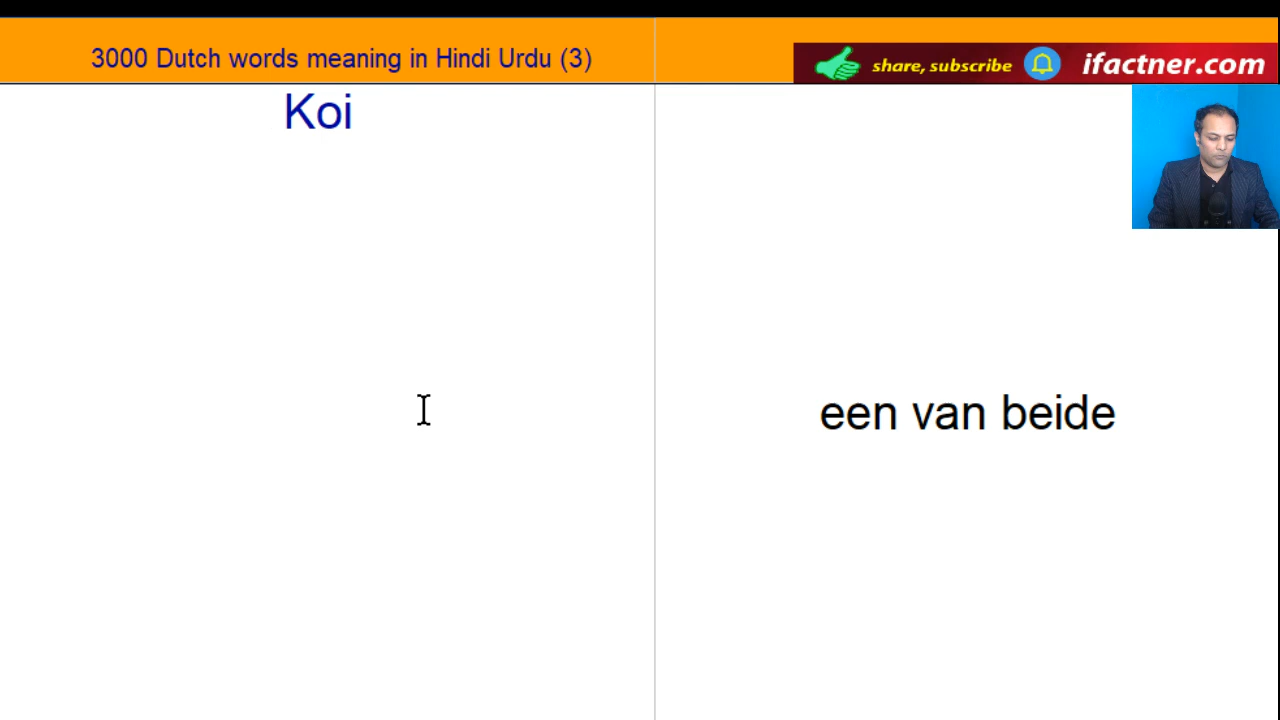 3000 Dutch words meaning in Hindi Urdu (3)
share, subscribe
ifactner.com
Koi
een van beide